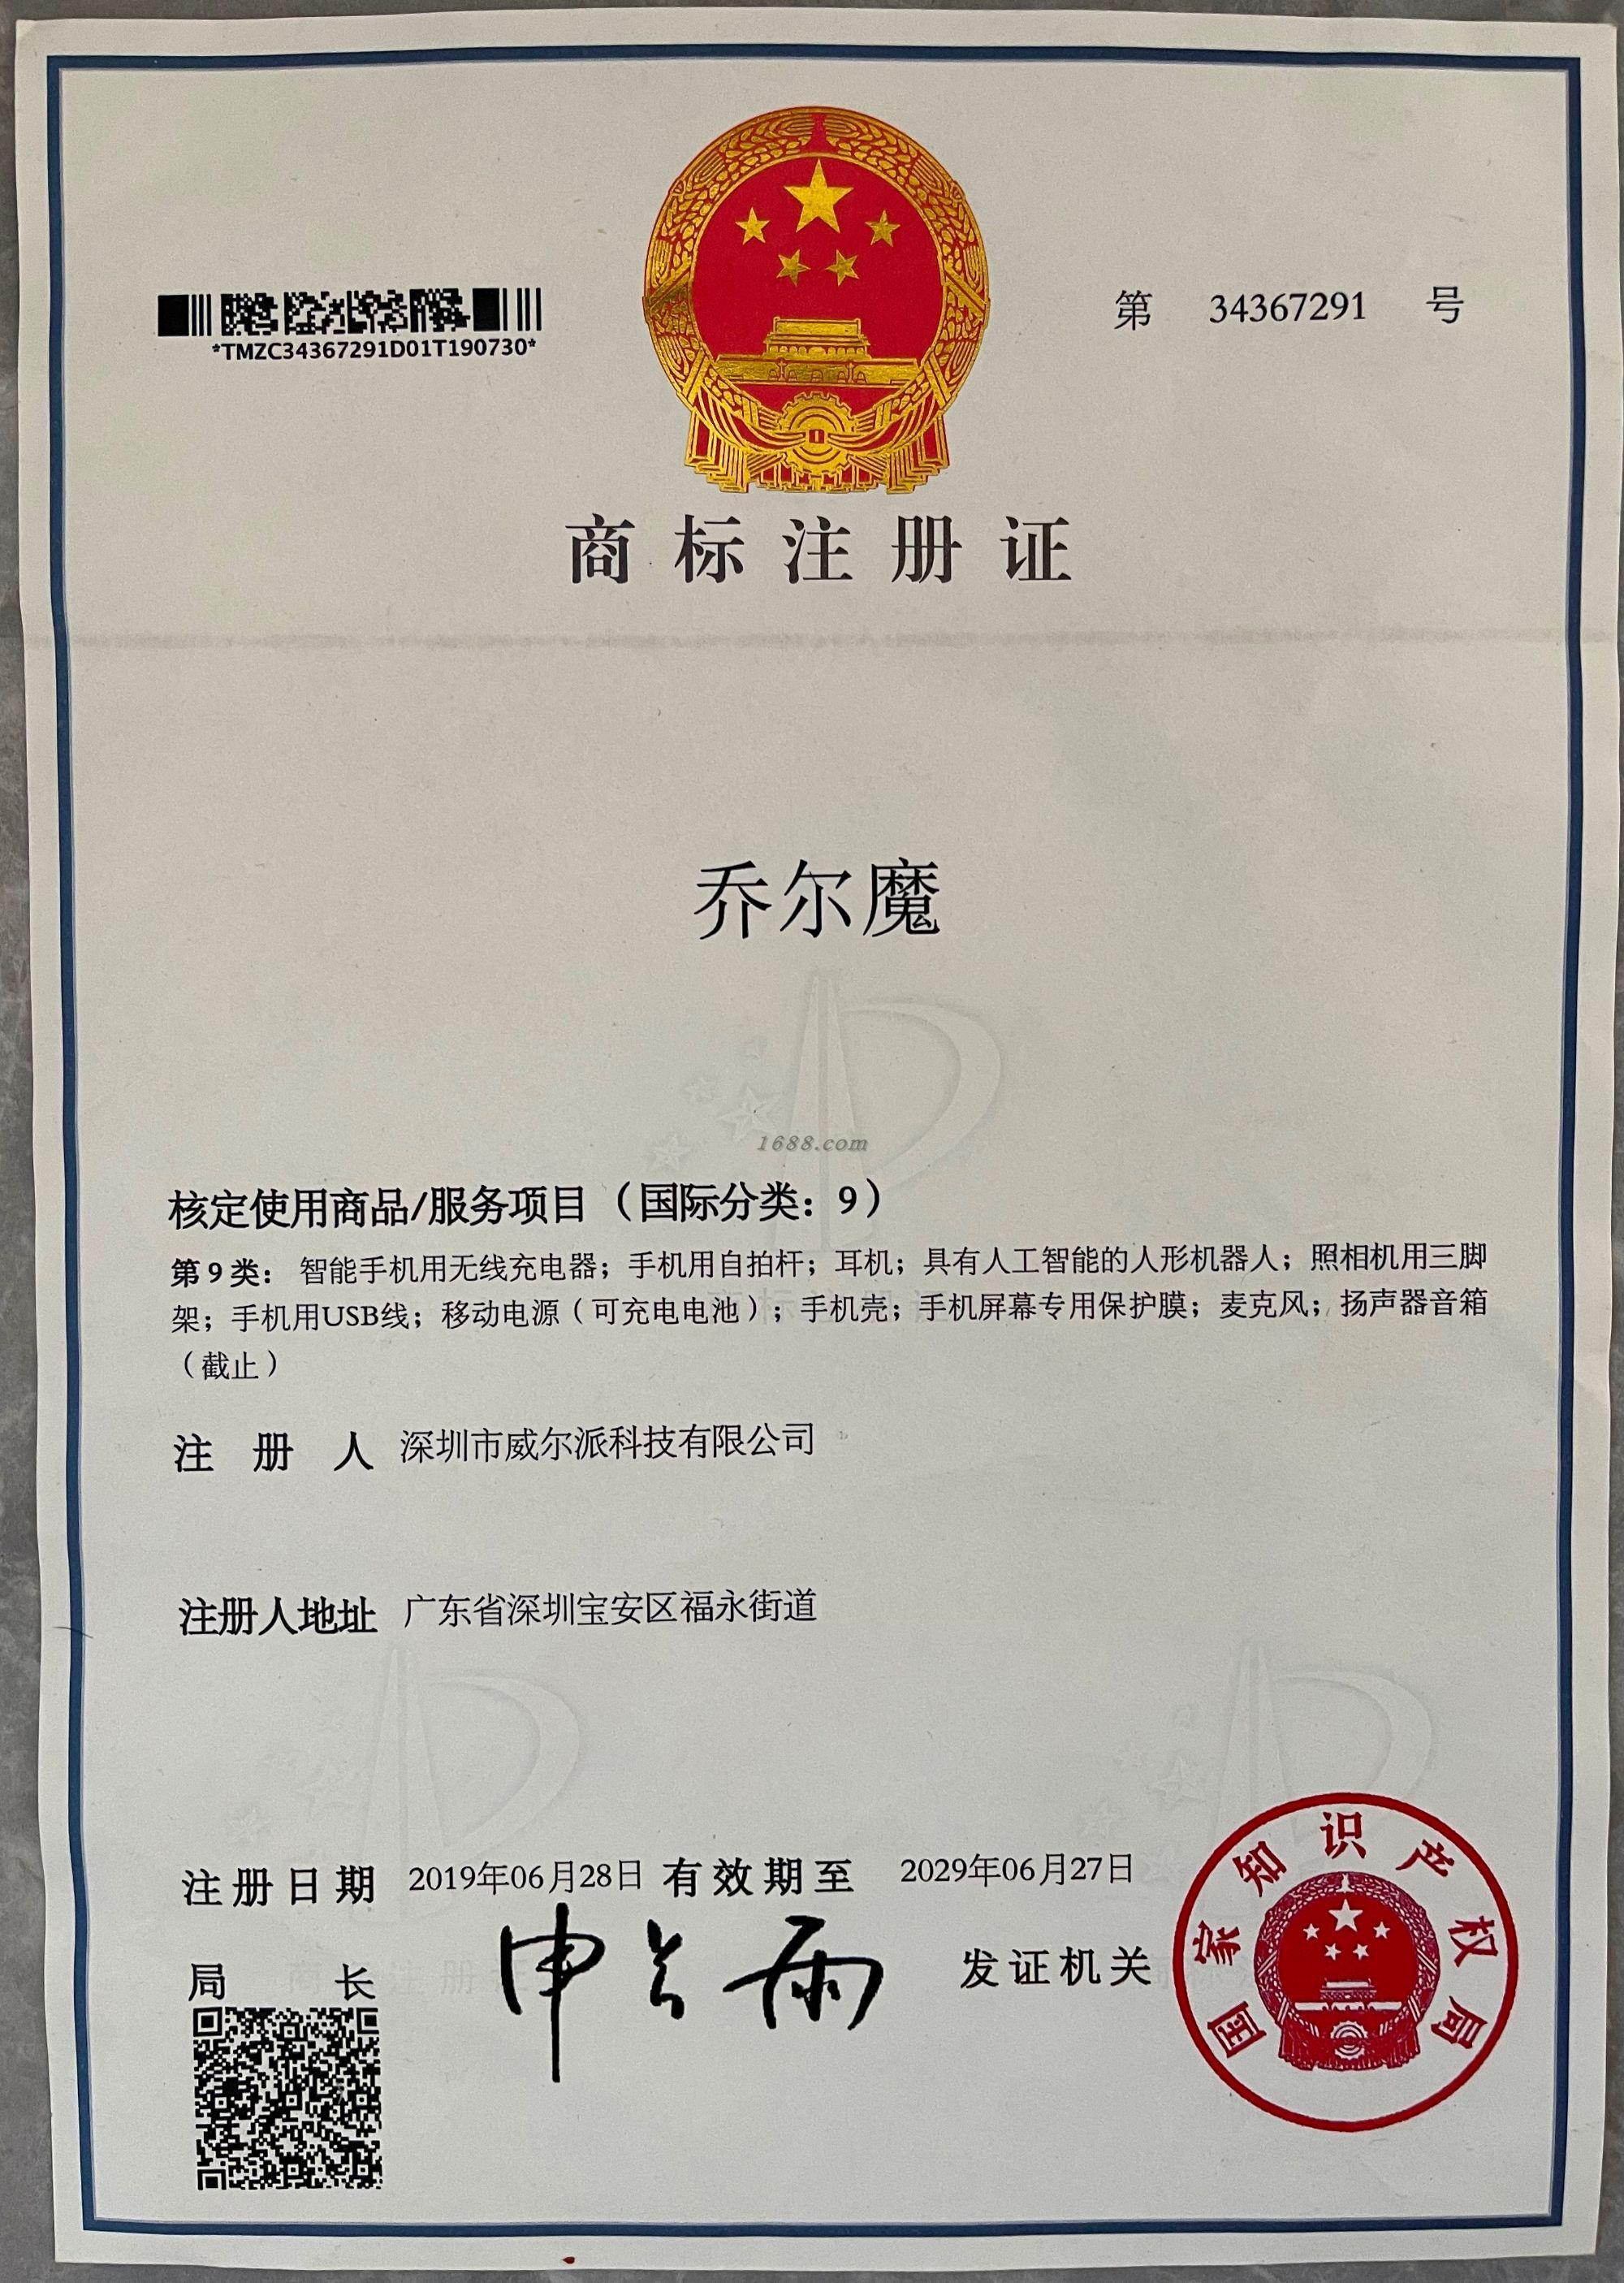 *TMZC34367291D01T190730*
第 34367291 号
商标注册证
乔尔魔
1688.com
核定使用商品/服务项目（国际分类：9）
第9类：智能手机用无线充电器；手机用自拍杆；耳机；具有人工智能的人形机器人；照相机用三脚
架；手机用USB线；移动电源（可充电电池）；手机壳；手机屏幕专用保护膜；麦克风；扬声器音箱
（截止）
注 册 人 深圳市威尔派科技有限公司
注册人地址 广东省深圳宝安区福永街道
注册日期 2019年06月28日 有效期至 2029年06月27日
局 长 申长雨 发证机关
国家知识产权局